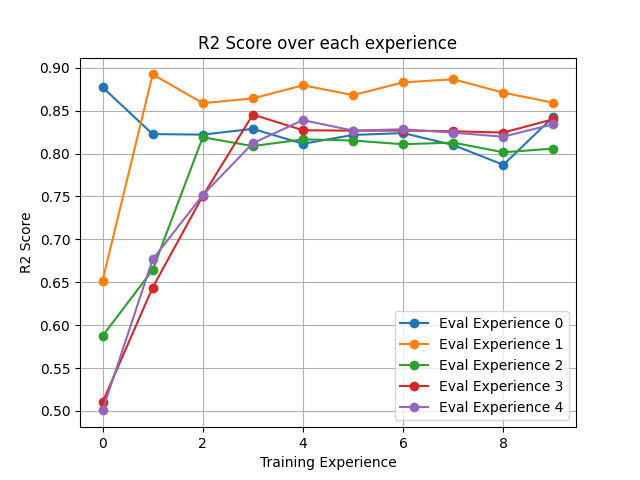 R2 Score over each experience
0.90
0.85
0.80
0.75
0.70
0.65
0.60
0.55
0.50
R2 Score
Eval Experience 0
Eval Experience 1
Eval Experience 2
Eval Experience 3
Eval Experience 4
0 2 4 6 8
Training Experience